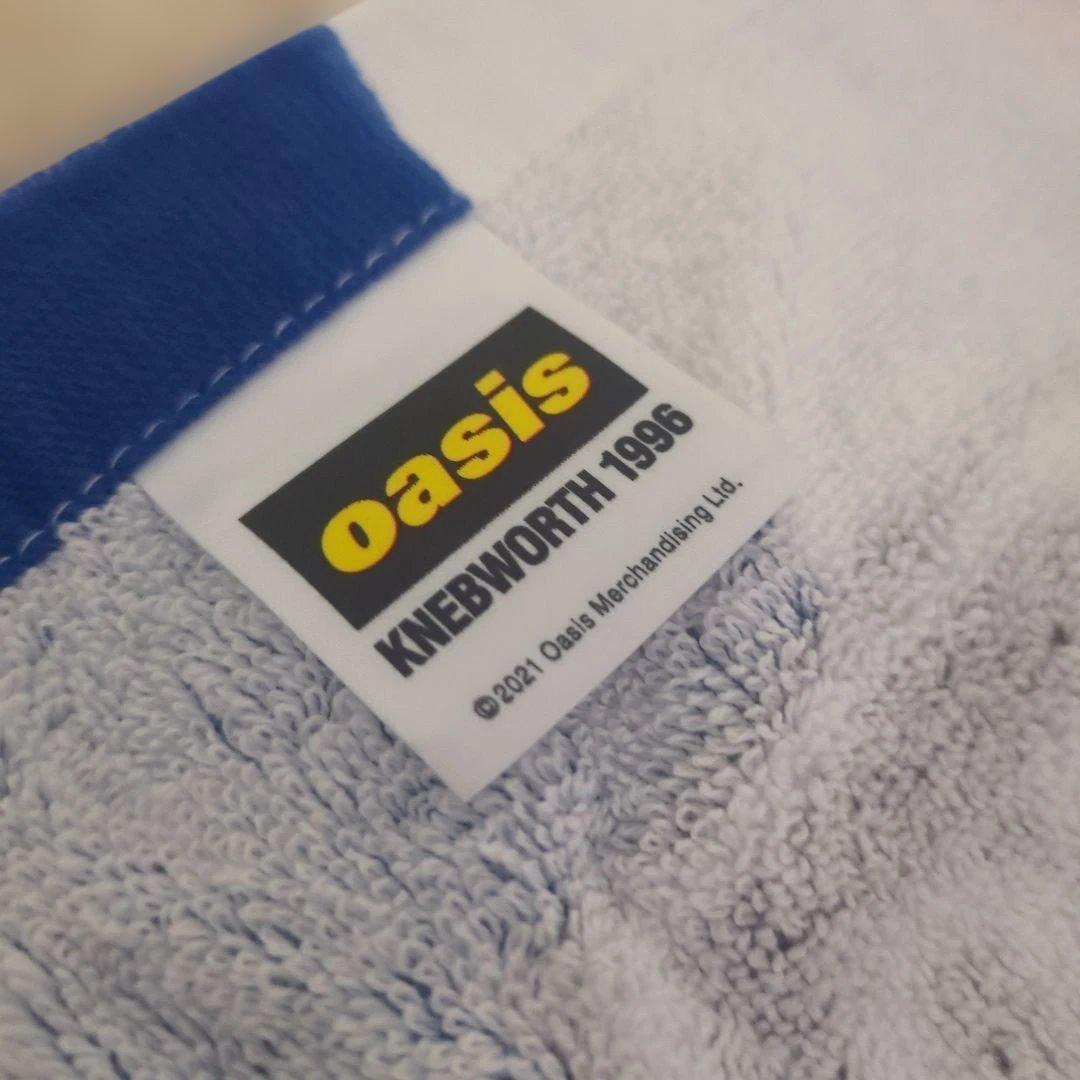 oasis
KNEBWORTH 1996
©2021 Oasis Merchandising Ltd.